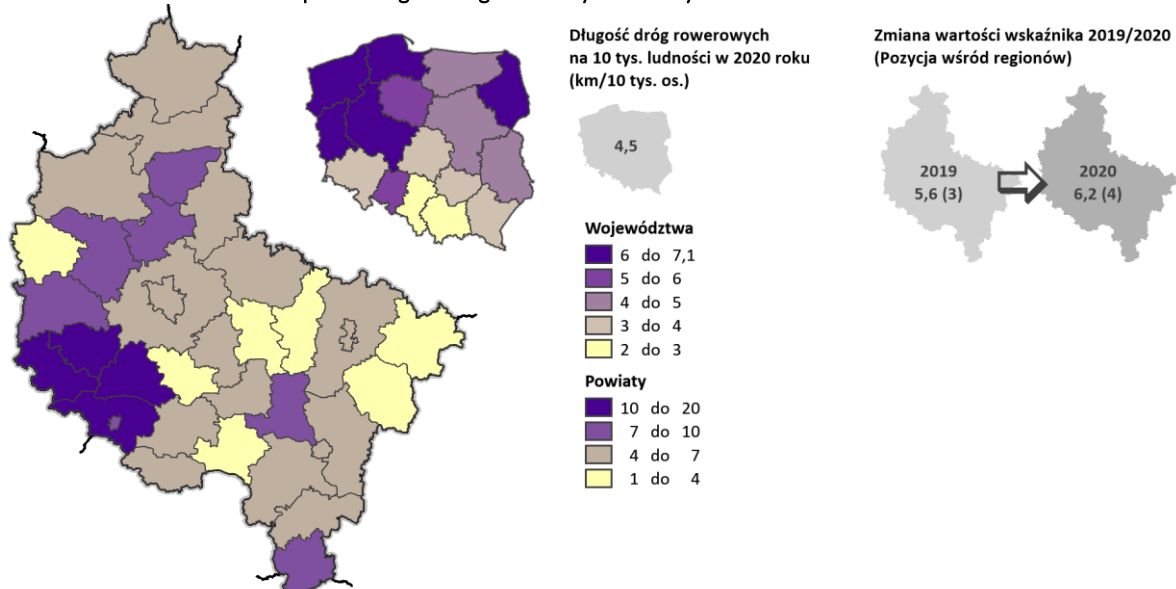 Długość dróg rowerowych
na 10 tys. ludności w 2020 roku
(km/10 tys. os.)
4,5
Zmiana wartości wskaźnika 2019/2020
(Pozycja wśród regionów)
2019
5,6 (3)
2020
6,2 (4)
Województwa
6 do 7,1
5 do 6
4 do 5
3 do 4
2 do 3
Powiaty
10 do 20
7 do 10
4 do 7
1 do 4